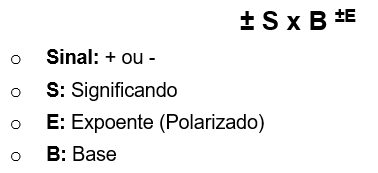 ± S x B ±E
o Sinal: + ou -
o S: Significando
o E: Expoente (Polarizado)
o B: Base